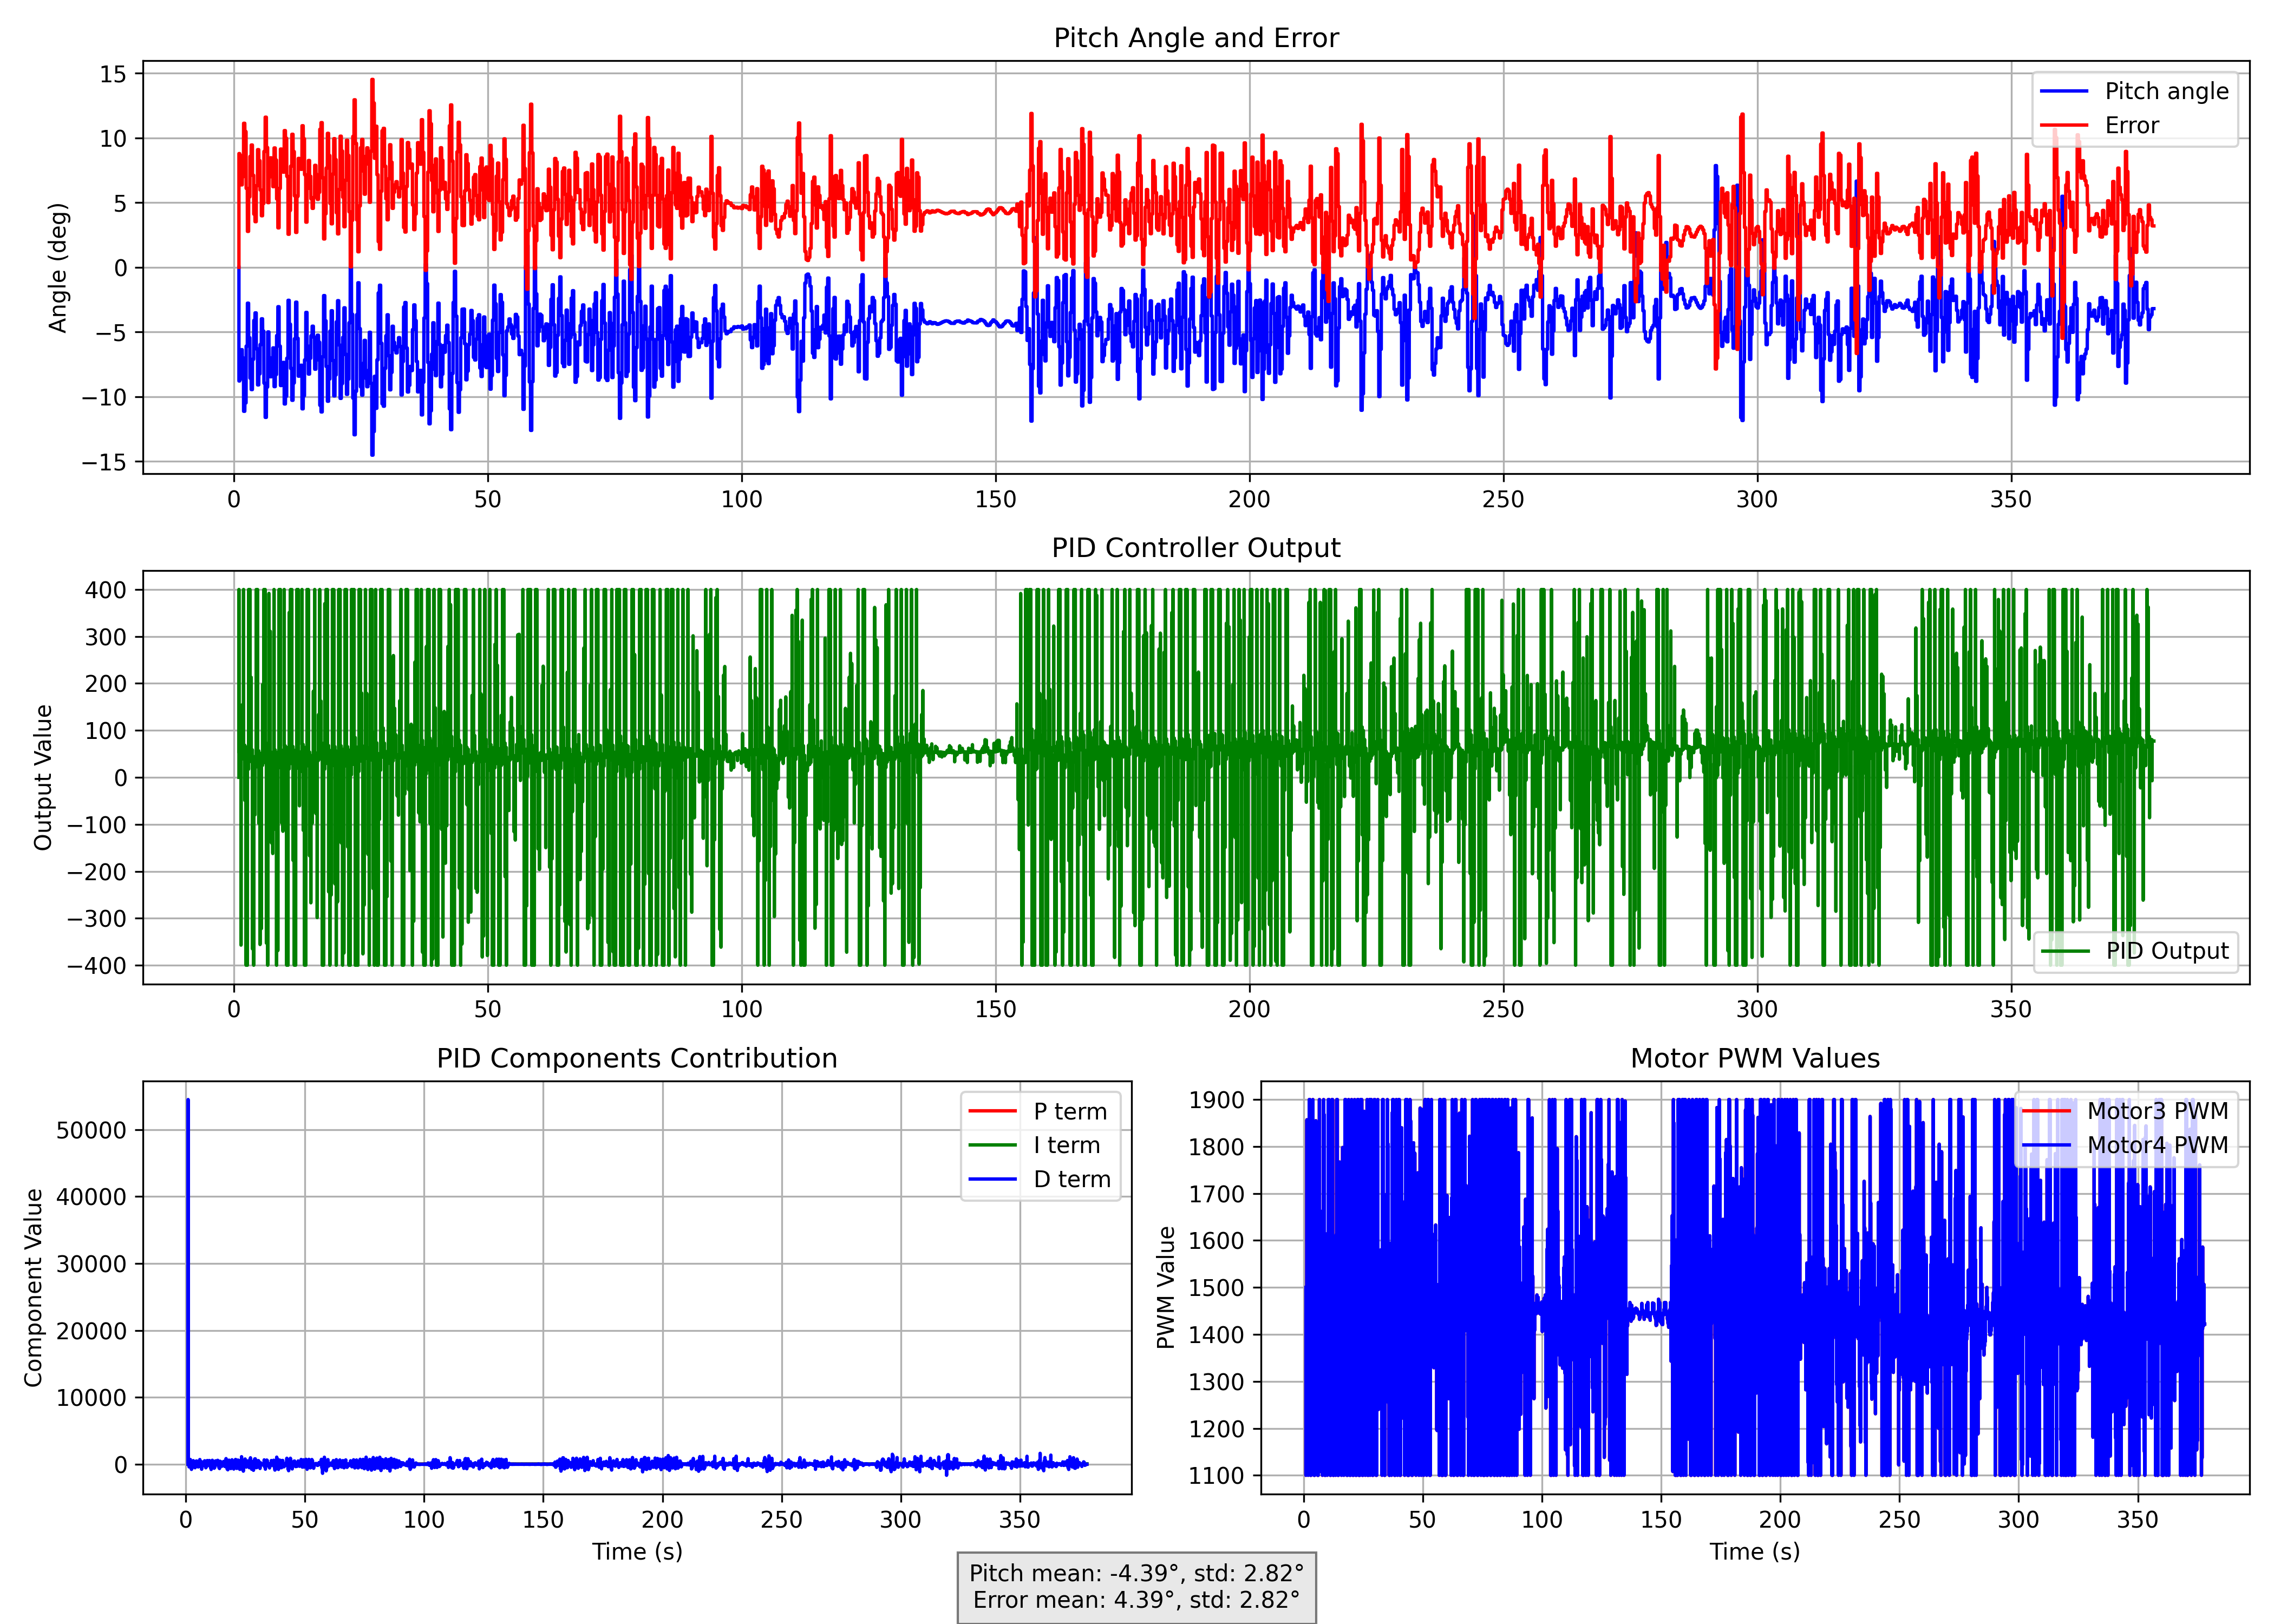 Pitch Angle and Error
Angle (deg)
15
10
5
0
−5
−10
−15
Pitch angle
Error
0 50 100 150 200 250 300 350
PID Controller Output
Output Value
400
300
200
100
0
−100
−200
−300
−400
PID Output
0 50 100 150 200 250 300 350
PID Components Contribution
Component Value
50000
40000
30000
20000
10000
0
P term
I term
D term
0 50 100 150 200 250 300 350
Time (s)
Motor PWM Values
PWM Value
1900
1800
1700
1600
1500
1400
1300
1200
1100
Motor3 PWM
Motor4 PWM
0 50 100 150 200 250 300 350
Time (s)
Pitch mean: -4.39°, std: 2.82°
Error mean: 4.39°, std: 2.82°